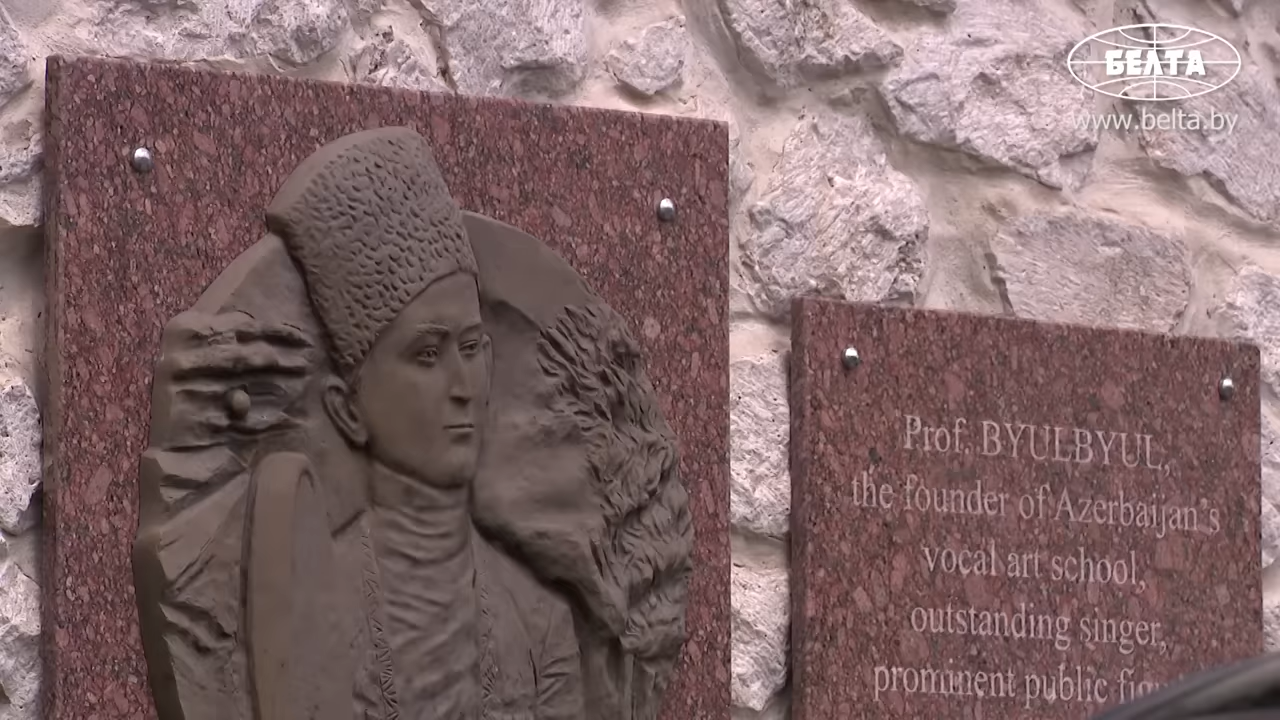 БЕЛТА
www.belta.by
Prof. BYULBYUL,
the founder of Azerbaijan's
vocal art school,
outstanding singer,
prominent public